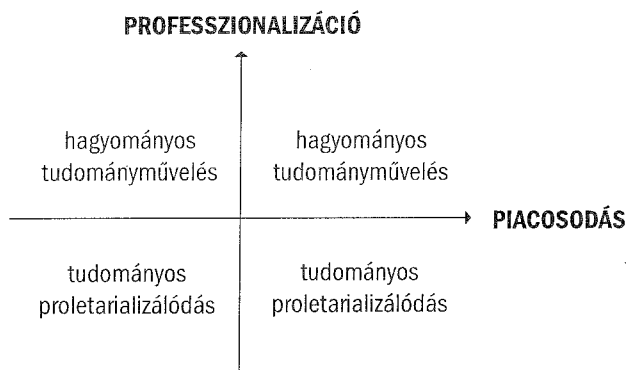 PROFESSZIONALIZÁCIÓ
hagyományos
tudományművelés
hagyományos
tudományművelés
PIACOSODÁS
tudományos
proletarializálódás
tudományos
proletarializálódás